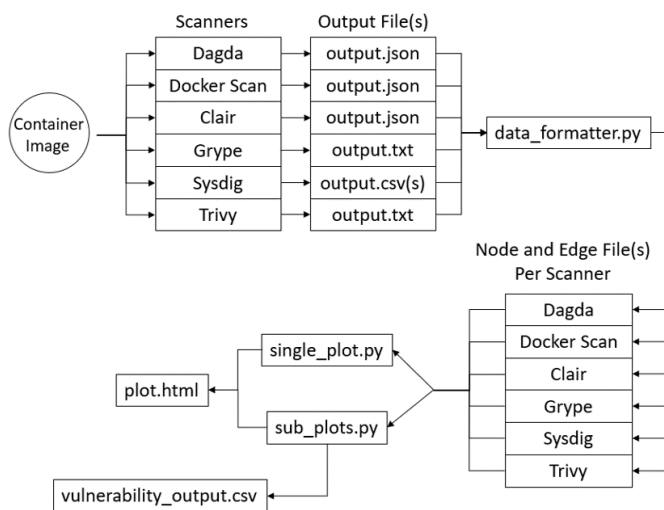 Scanners
Output File(s)
Dagda
output.json
Docker Scan
output.json
Container
Image
Clair
output.json
data_formatter.py
Grype
output.txt
Sysdig
output.csv(s)
Trivy
output.txt
Node and Edge File(s)
Per Scanner
Dagda
Docker Scan
Clair
Grype
Sysdig
Trivy
single_plot.py
plot.html
sub_plots.py
vulnerability_output.csv